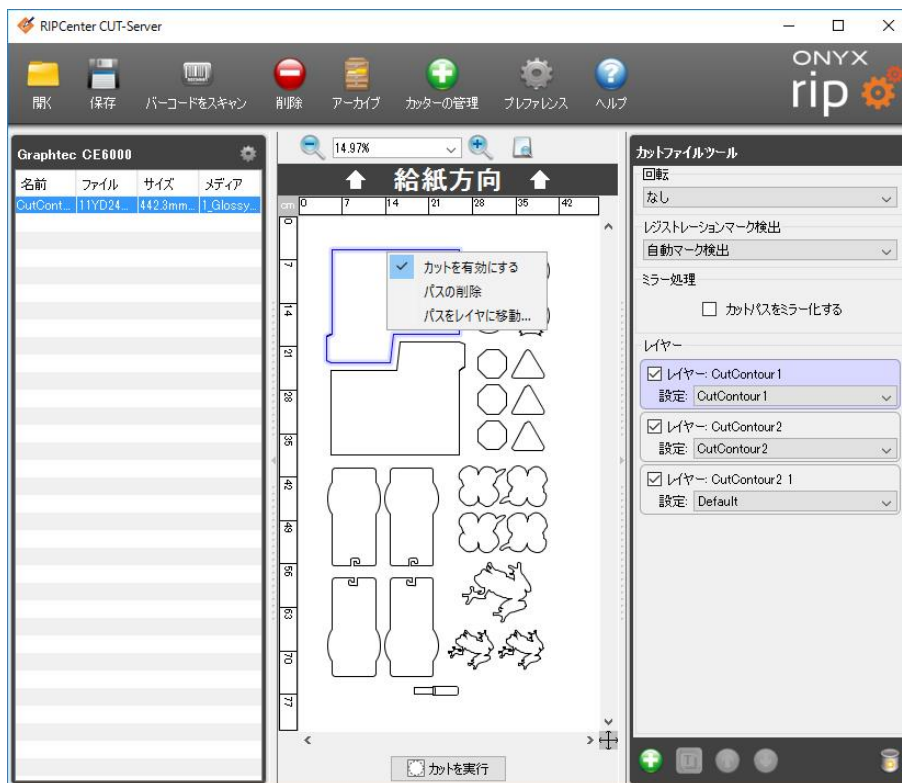 RIPCenter CUT-Server
開く
保存
バーコードをスキャン
削除
アーカイブ
カッターの管理
プレファレンス
ヘルプ
ONYX
rip
Graphtec CE6000
名前 ファイル サイズ メディア
CutCont... 11YD24... 442.3mm... 1_Glossy...
14.97%
給紙方向
cm 0 7 14 21 28 35 42
0
7
14
21
28
35
42
49
56
63
70
77
カットを有効にする
パスの削除
パスをレイヤに移動...
カットを実行
カットファイルツール
回転
なし
レジストレーションマーク検出
自動マーク検出
ミラー処理
カットパスをミラー化する
レイヤー
レイヤー: CutContour1
設定: CutContour1
レイヤー: CutContour2
設定: CutContour2
レイヤー: CutContour2 1
設定: Default